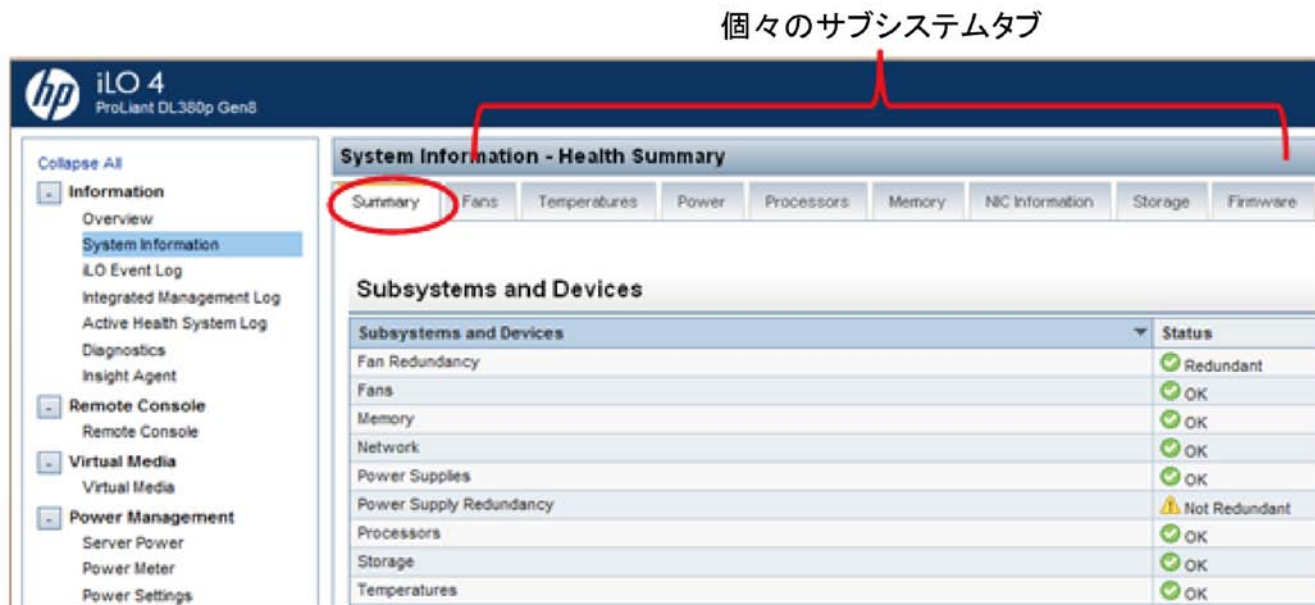 個々のサブシステムタブ
hp
iLO 4
ProLiant DL380p Gen8
Collapse All
Information
Overview
System Information
iLO Event Log
Integrated Management Log
Active Health System Log
Diagnostics
Insight Agent
Remote Console
Remote Console
Virtual Media
Virtual Media
Power Management
Server Power
Power Meter
Power Settings
System Information - Health Summary
Summary Fans Temperatures Power Processors Memory NIC Information Storage Firmware
Subsystems and Devices
Subsystems and Devices Status
Fan Redundancy Redundant
Fans OK
Memory OK
Network OK
Power Supplies OK
Power Supply Redundancy Not Redundant
Processors OK
Storage OK
Temperatures OK